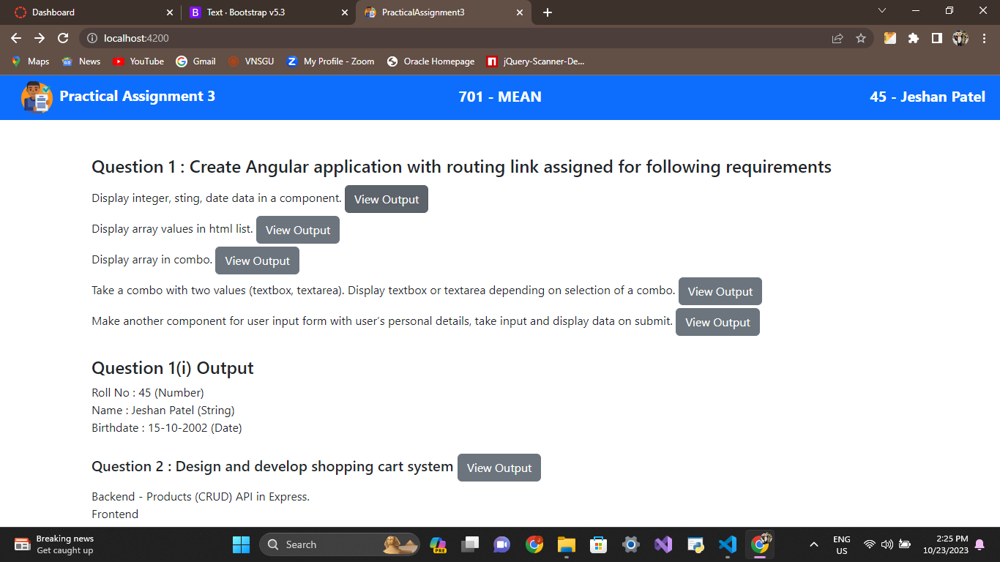 Dashboard
Text · Bootstrap v5.3
PracticalAssignment3
localhost:4200
Maps
News
YouTube
Gmail
VNSGU
Z
My Profile - Zoom
Oracle Homepage
jQuery-Scanner-De...
Practical Assignment 3
701 - MEAN
45 - Jeshan Patel
Question 1 : Create Angular application with routing link assigned for following requirements
Display integer, sting, date data in a component. View Output
Display array values in html list. View Output
Display array in combo. View Output
Take a combo with two values (textbox, textarea). Display textbox or textarea depending on selection of a combo. View Output
Make another component for user input form with user’s personal details, take input and display data on submit. View Output
Question 1(i) Output
Roll No : 45 (Number)
Name : Jeshan Patel (String)
Birthdate : 15-10-2002 (Date)
Question 2 : Design and develop shopping cart system View Output
Backend - Products (CRUD) API in Express.
Frontend
Breaking news
Get caught up
Search
PRE
ENG
US
2:25 PM
10/23/2023